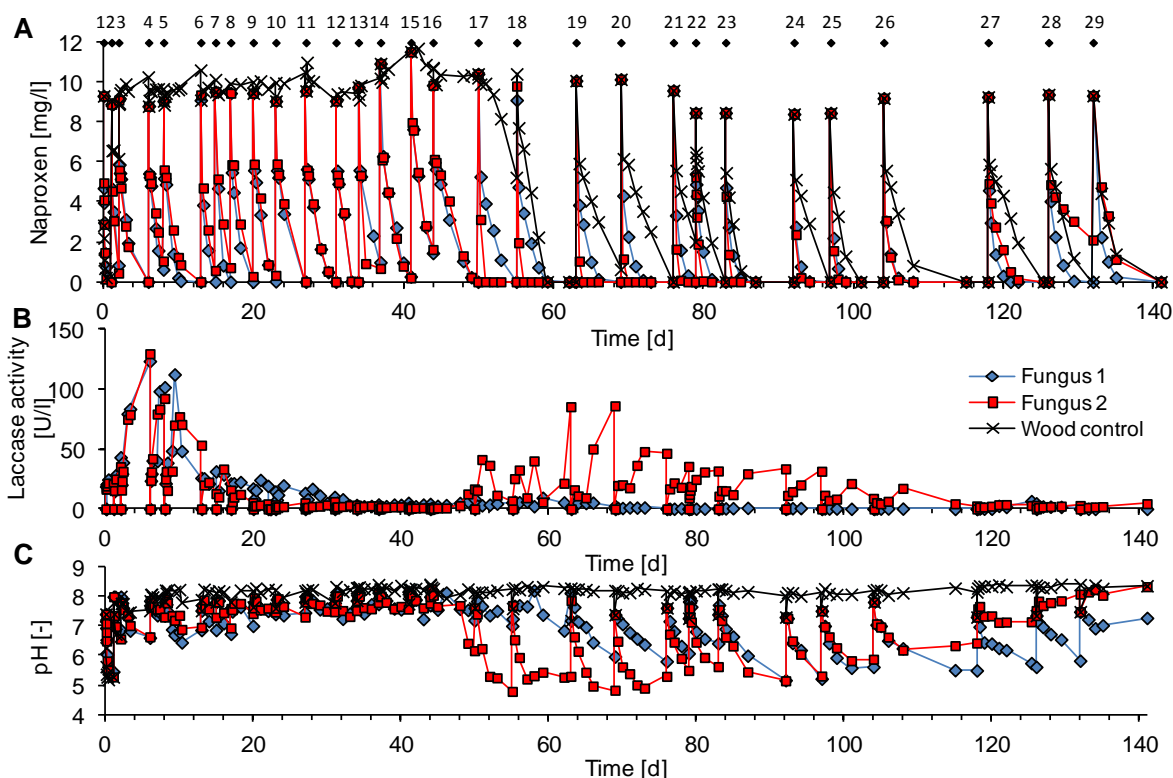 1 2 3 4 5 6 7 8 9 10 11 12 13 14 15 16 17 18 19 20 21 22 23 24 25 26 27 28 29
A
Naproxen [mg/l]
12
10
8
6
4
2
0
0 20 40 60 80 100 120 140
Time [d]
B
Laccase activity
[U/l]
150
100
50
0
Fungus 1
Fungus 2
Wood control
0 20 40 60 80 100 120 140
Time [d]
C
pH [-]
9
8
7
6
5
4
0 20 40 60 80 100 120 140
Time [d]